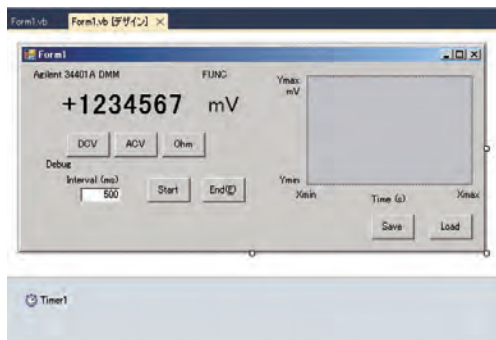 Form1.vb Form1.vb [デザイン] ×
Form1
Agilent 34401A DMM FUNC
+1234567 mV
DCV ACV Ohm
Debug
Interval (ms)
500
Start End(E)
Ymax
mV
Ymin
Xmin Time (s) Xmax
Save Load
Timer1